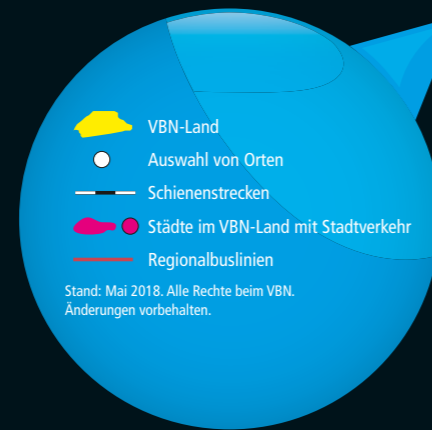 VBN-Land
Auswahl von Orten
Schienenstrecken
Städte im VBN-Land mit Stadtverkehr
Regionalbuslinien
Stand: Mai 2018. Alle Rechte beim VBN.
Änderungen vorbehalten.